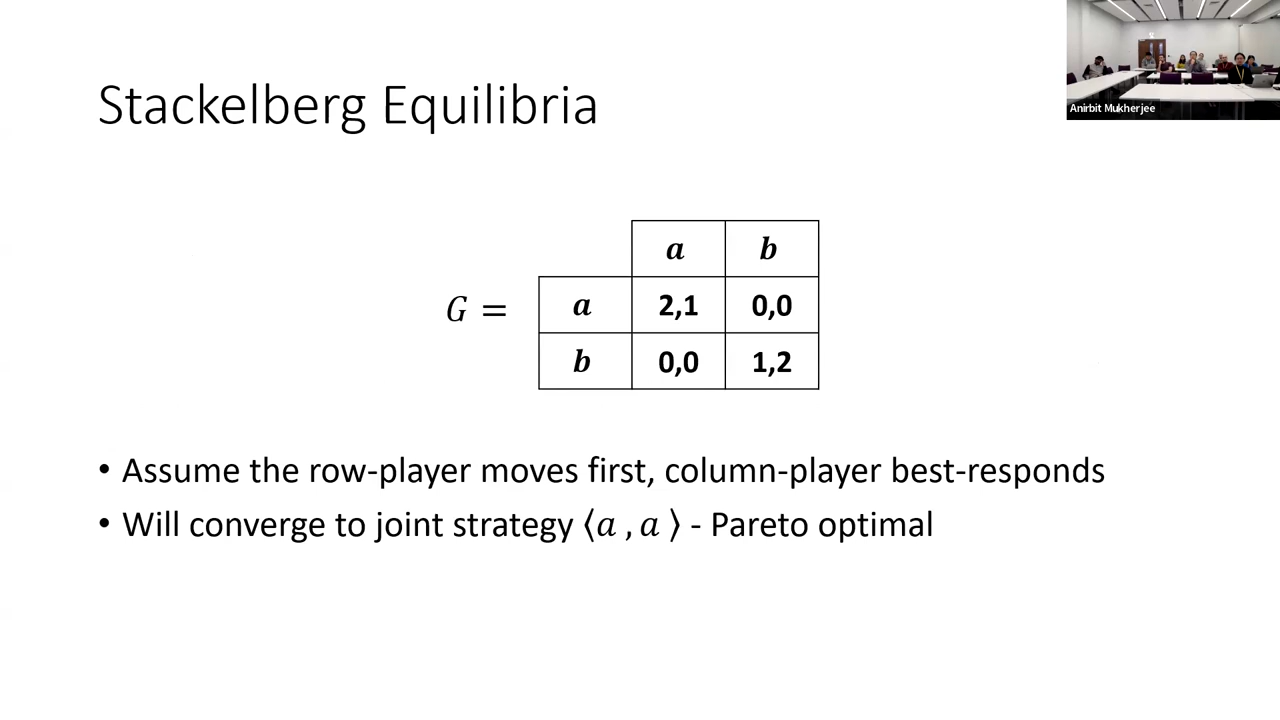 Anirbit Mukherjee
Stackelberg Equilibria
a b
G = a 2,1 0,0
b 0,0 1,2
• Assume the row-player moves first, column-player best-responds
• Will converge to joint strategy ⟨a , a ⟩ - Pareto optimal